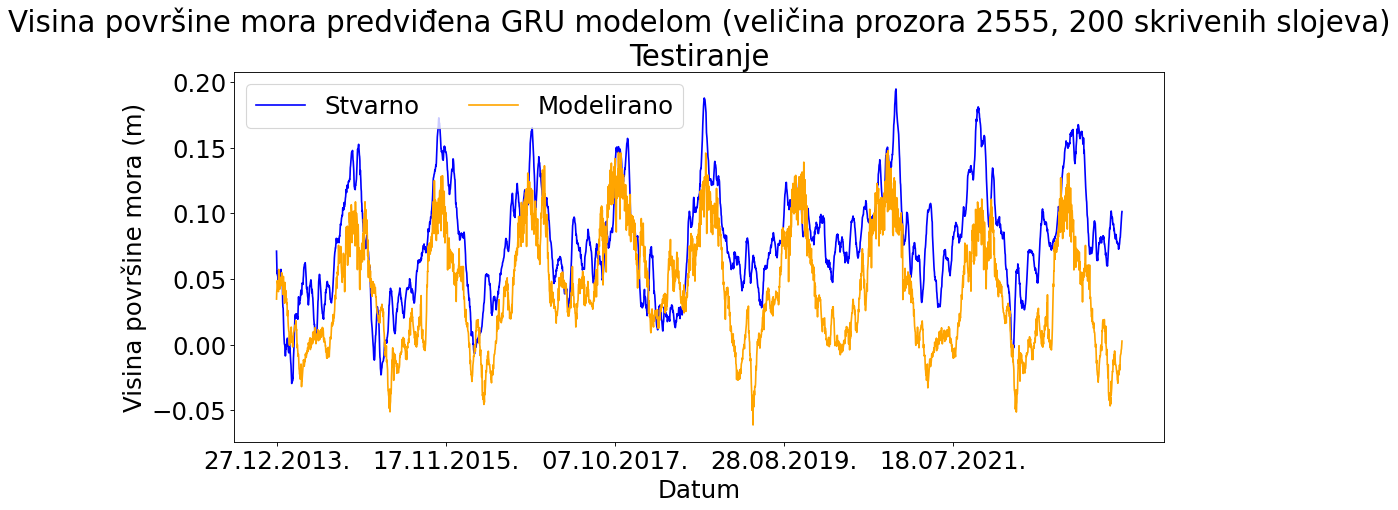 Visina površine mora predviđena GRU modelom (veličina prozora 2555, 200 skrivenih slojeva)
Testiranje
Stvarno
Modelirano
Visina površine mora (m)
0.20
0.15
0.10
0.05
0.00
−0.05
27.12.2013.
17.11.2015.
07.10.2017.
28.08.2019.
18.07.2021.
Datum